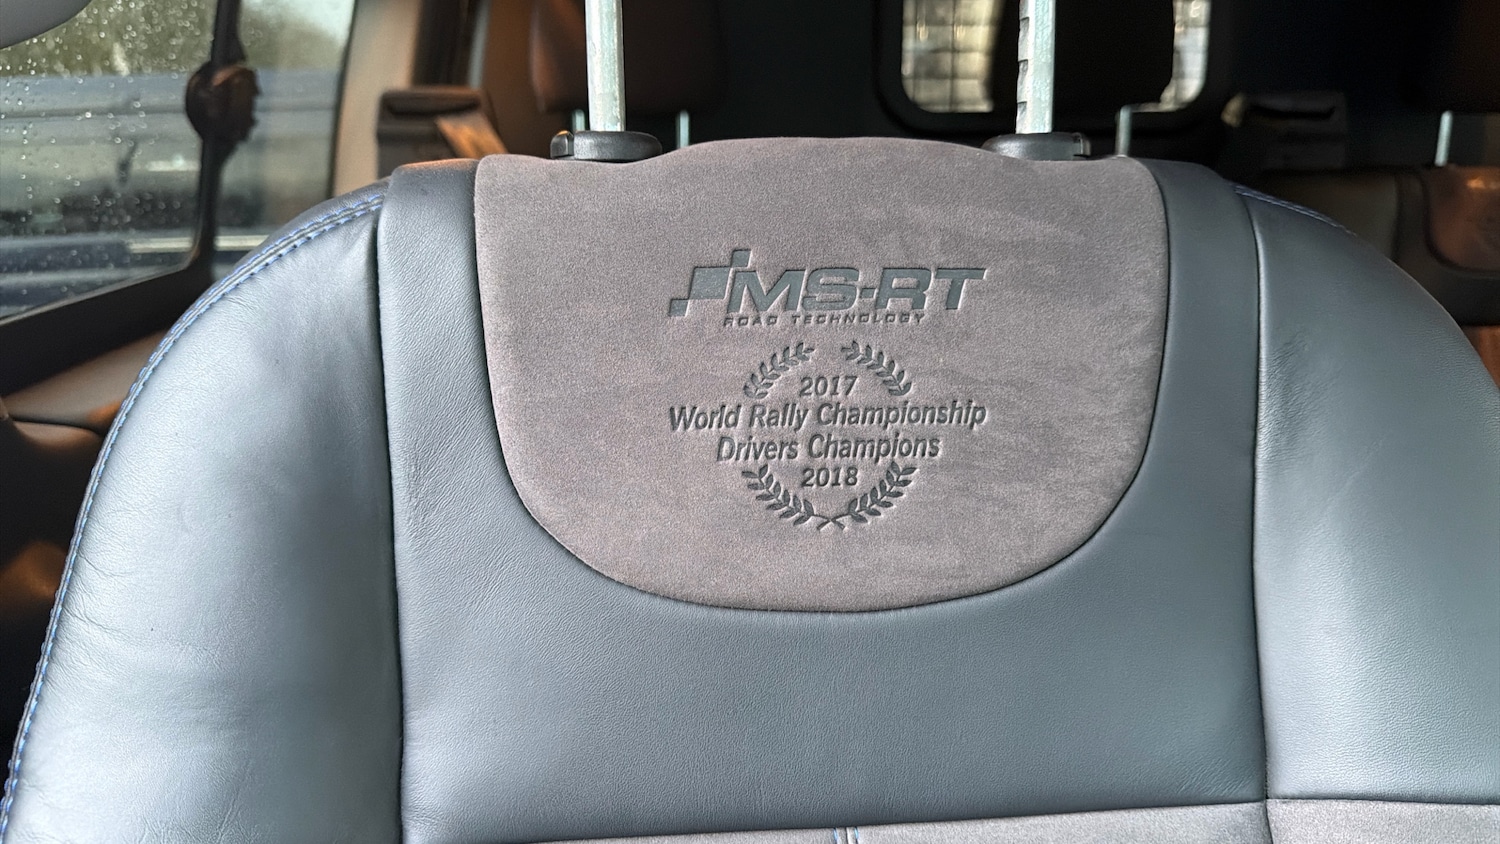 MS-RT
ROAD TECHNOLOGY
2017
World Rally Championship
Drivers Champions
2018